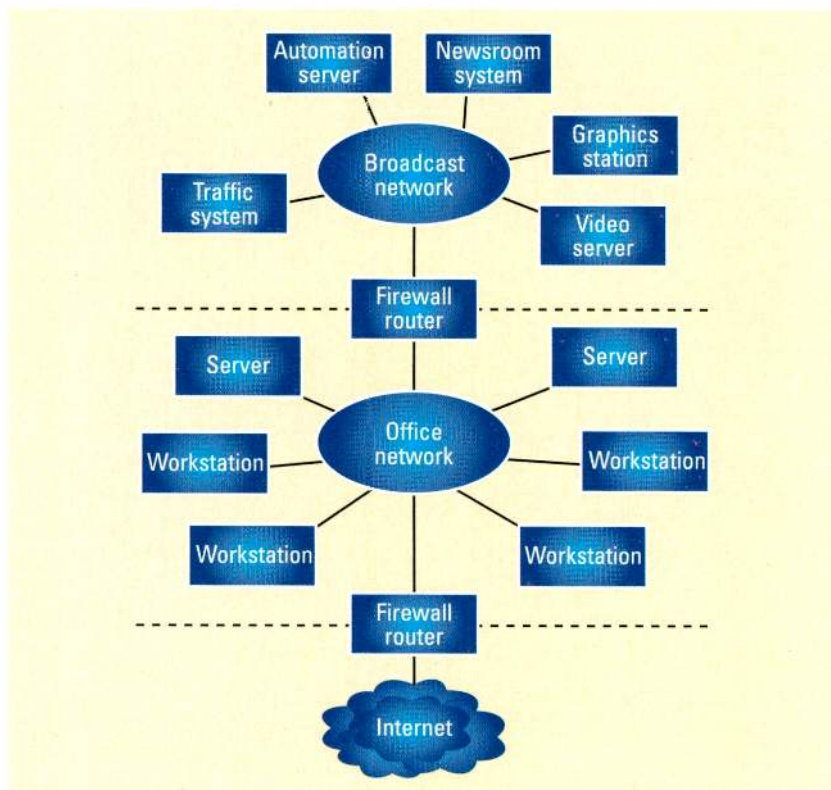 Automation
server
Newsroom
system
Graphics
station
Broadcast
network
Traffic
system
Video
server
Firewall
router
Server
Server
Office
network
Workstation
Workstation
Workstation
Workstation
Firewall
router
Internet